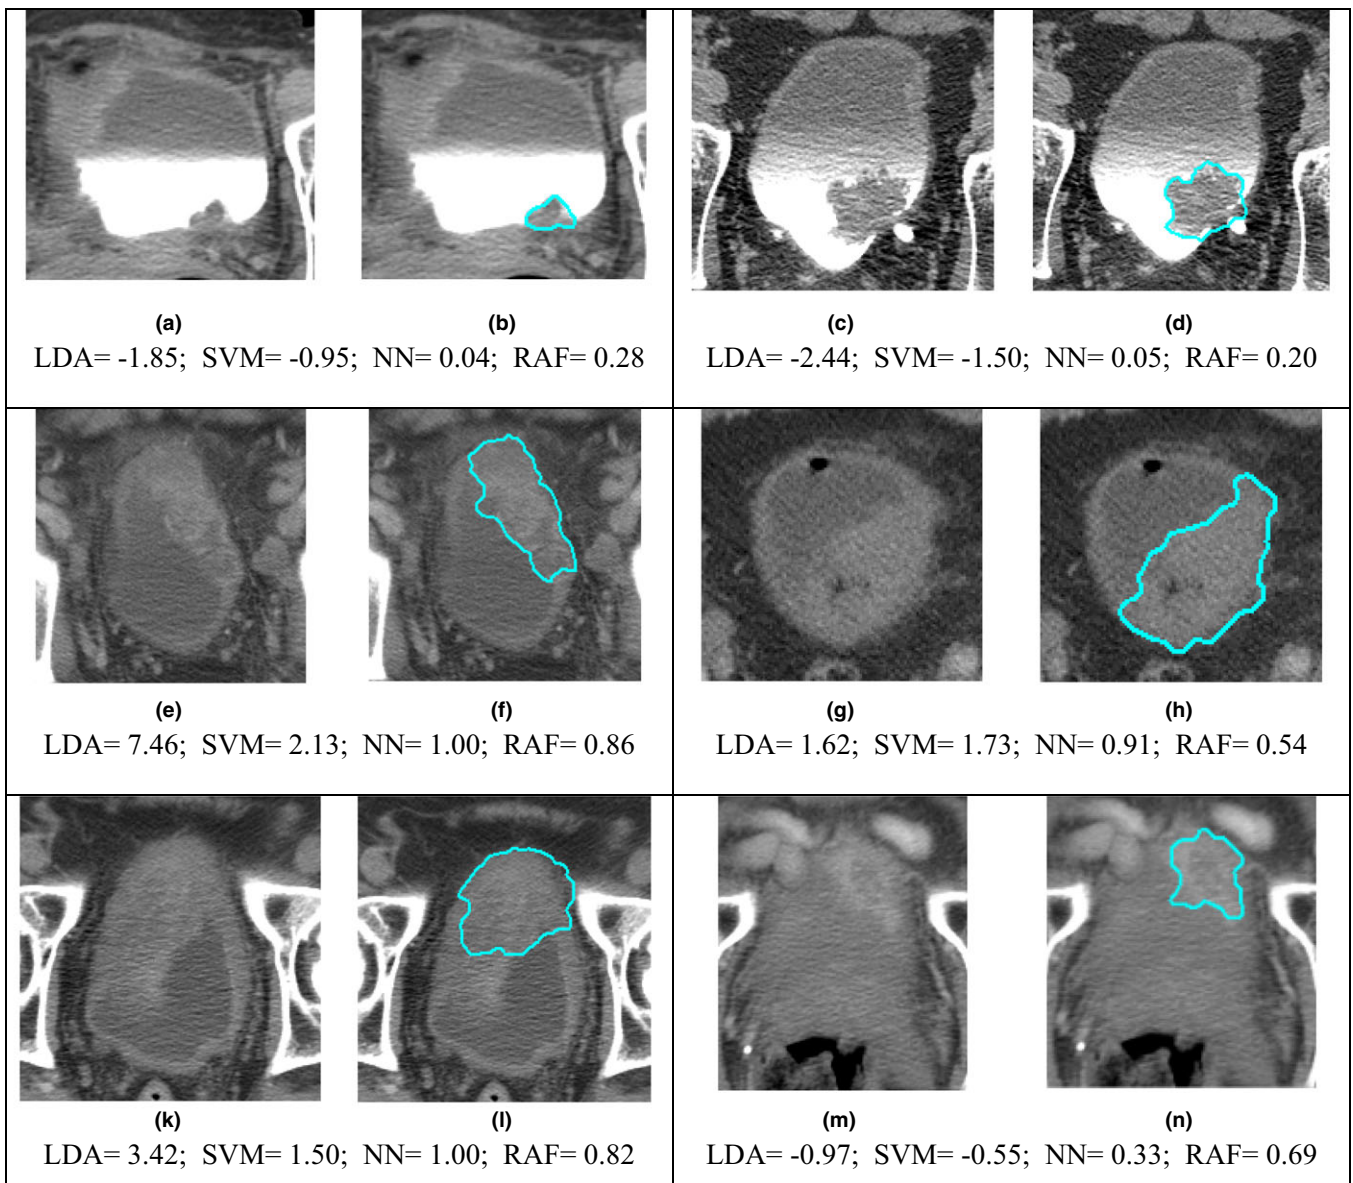 (a) (b) (c) (d)
LDA= -1.85; SVM= -0.95; NN= 0.04; RAF= 0.28
LDA= -2.44; SVM= -1.50; NN= 0.05; RAF= 0.20
(e) (f) (g) (h)
LDA= 7.46; SVM= 2.13; NN= 1.00; RAF= 0.86
LDA= 1.62; SVM= 1.73; NN= 0.91; RAF= 0.54
(k) (l) (m) (n)
LDA= 3.42; SVM= 1.50; NN= 1.00; RAF= 0.82
LDA= -0.97; SVM= -0.55; NN= 0.33; RAF= 0.69